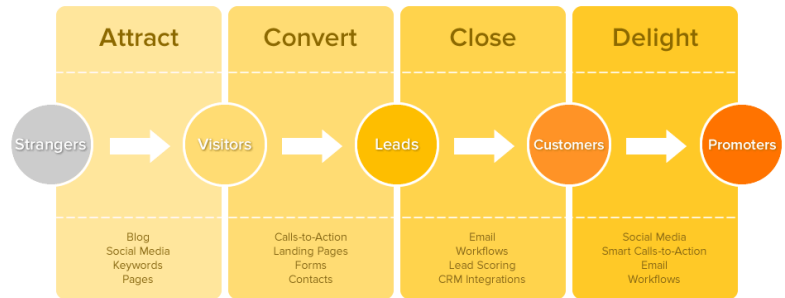 Attract
Convert
Close
Delight
Strangers
Visitors
Leads
Customers
Promoters
Blog
Social Media
Keywords
Pages
Calls-to-Action
Landing Pages
Forms
Contacts
Email
Workflows
Lead Scoring
CRM Integrations
Social Media
Smart Calls-to-Action
Email
Workflows